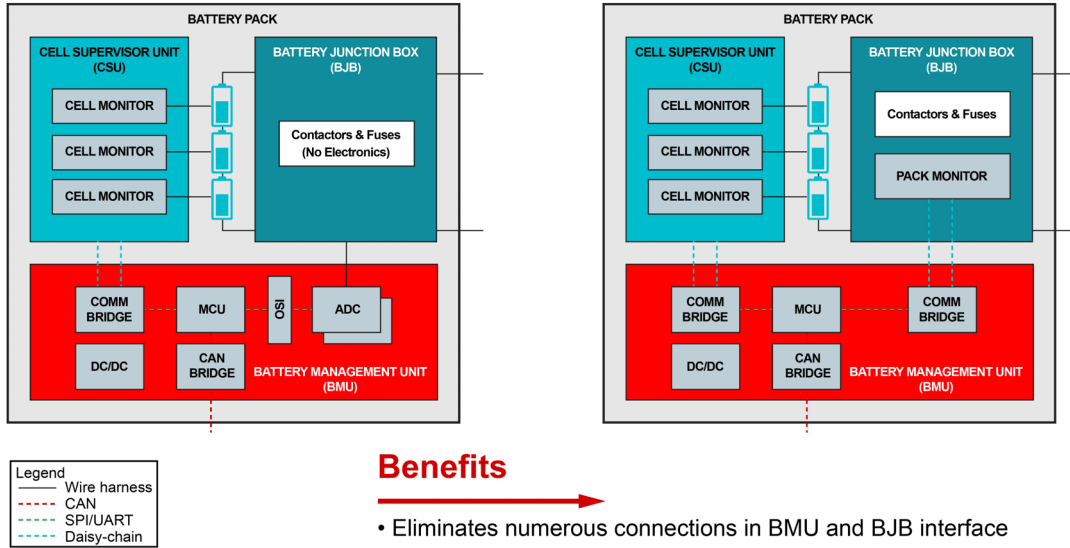 BATTERY PACK
CELL SUPERVISOR UNIT
(CSU)
CELL MONITOR
CELL MONITOR
CELL MONITOR
BATTERY JUNCTION BOX
(BJB)
Contactors & Fuses
(No Electronics)
COMM
BRIDGE
MCU
OSI
ADC
DC/DC
CAN
BRIDGE
BATTERY MANAGEMENT UNIT
(BMU)
BATTERY PACK
CELL SUPERVISOR UNIT
(CSU)
CELL MONITOR
CELL MONITOR
CELL MONITOR
BATTERY JUNCTION BOX
(BJB)
Contactors & Fuses
PACK MONITOR
COMM
BRIDGE
MCU
COMM
BRIDGE
DC/DC
CAN
BRIDGE
BATTERY MANAGEMENT UNIT
(BMU)
Legend
Wire harness
CAN
SPI/UART
Daisy-chain
Benefits
• Eliminates numerous connections in BMU and BJB interface